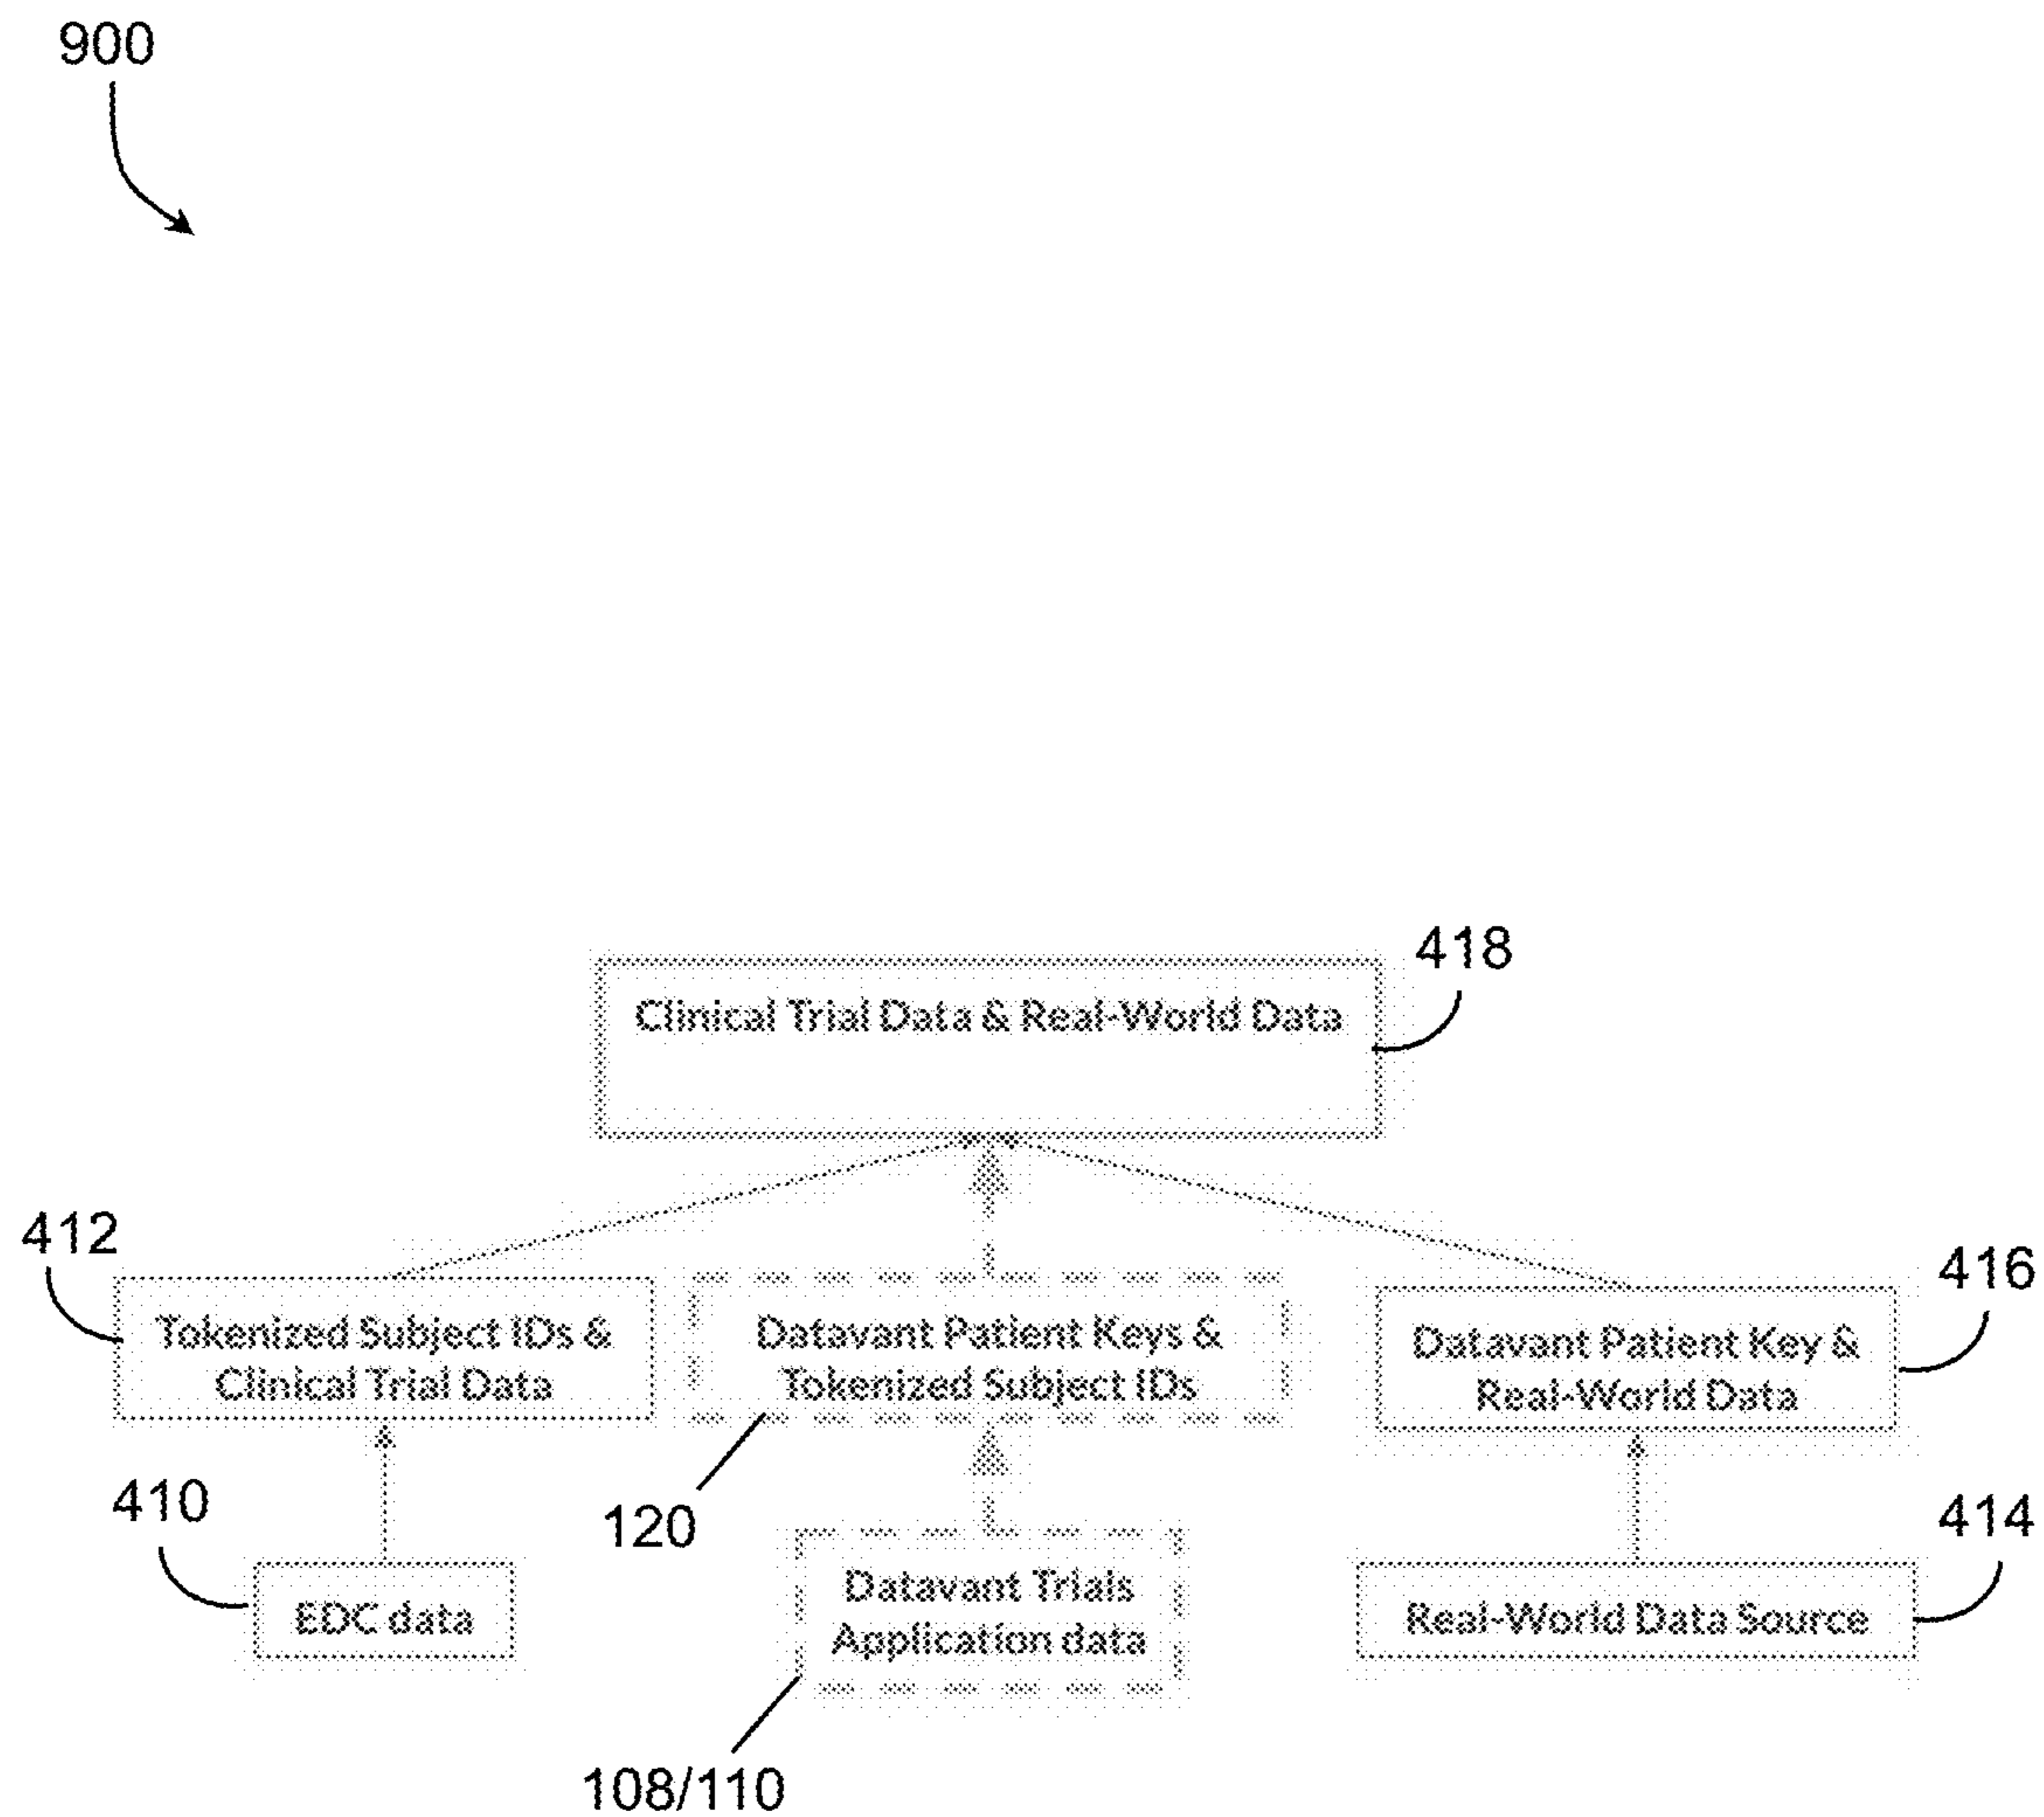 900
418
Clinical Trial Data & Real-World Data
412
416
Tokenized Subject IDs &
Clinical Trial Data
Datavant Patient Keys &
Tokenized Subject IDs
Datavant Patient Key &
Real-World Data
410
120
414
EDC data
Datavant Trials
Application data
Real-World Data Source
108/110